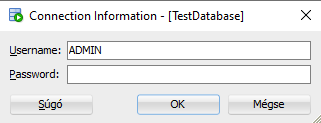 Connection Information - [TestDatabase]
Username: ADMIN
Password:
Súgó OK Mégse